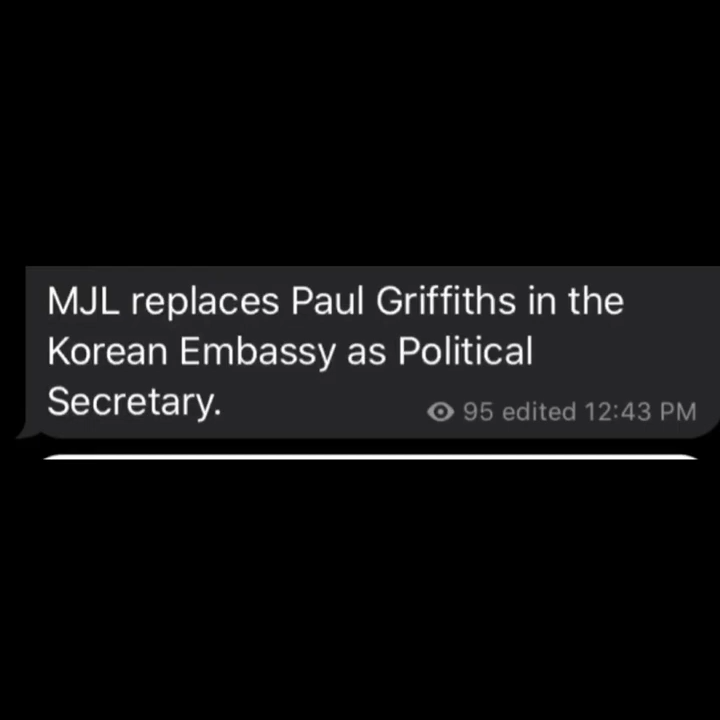 MJL replaces Paul Griffiths in the
Korean Embassy as Political
Secretary.
95 edited 12:43 PM